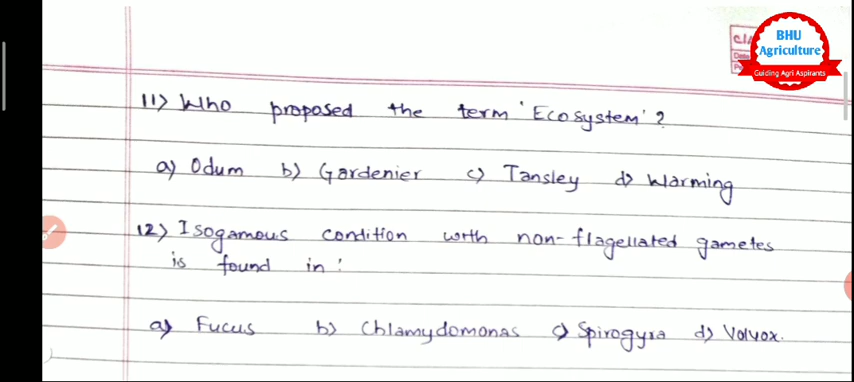 BHU
Agriculture
Guiding Agri Aspirants
11) Who proposed the term 'Ecosystem'?
a) Odum b) Gardenier c) Tansley d) Warming
12) Isogamous condition with non-flagellated gametes
is found in:
a) Fucus b) Chlamydomonas c) Spirogyra d) Volvox.